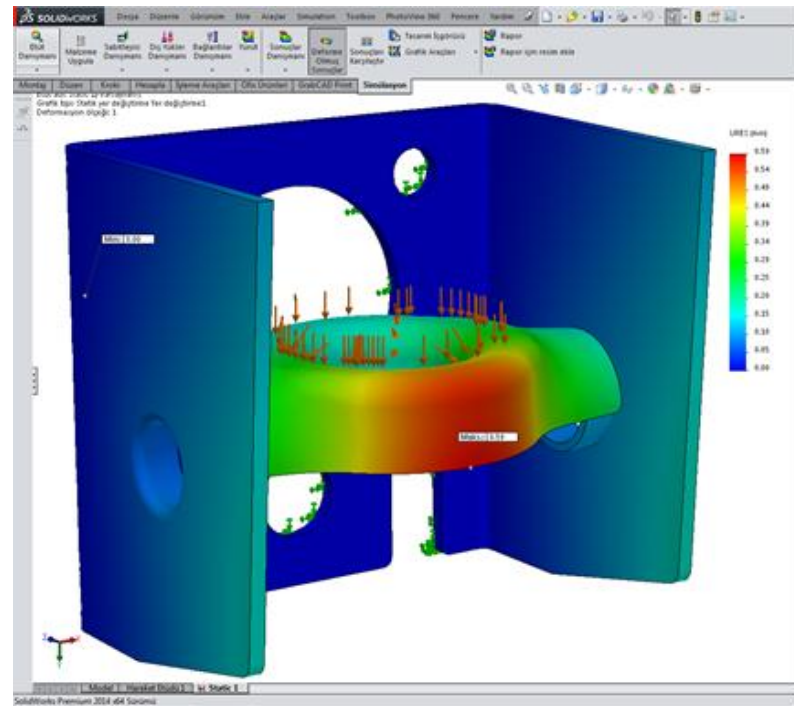 SOLIDWORKS Dosya Düzenle Görünüm Ekle Araçlar Simulation Toolbox PhotoView 360 Pencere Yardım
Etüt Danışmanı
Malzeme Uygula
Sabitleyici Danışmanı
Dış Yükler Danışmanı
Bağlantılar Danışmanı
Yürüt
Sonuçlar Danışmanı
Deforme Olmuş Sonuçlar
Sonuçları Karşılaştır
Tasarım İçgörüsü
Grafik Araçları
Rapor
Rapor için resim ekle
Montaj Düzen Kroki Hesapla İşleme Araçları Ofis Ürünleri GrabCAD Print Simülasyon
Grafik tipi: Statik yer değiştirme Yer değiştirme1
Deformasyon ölçeği: 1
URES (mm)
0.59
0.54
0.49
0.44
0.39
0.34
0.29
0.25
0.20
0.15
0.10
0.05
0.00
Min: 0.00
Maks.: 0.59
Model Hareket Etüdü 1 Static 1
SolidWorks Premium 2014 x64 Sürümü